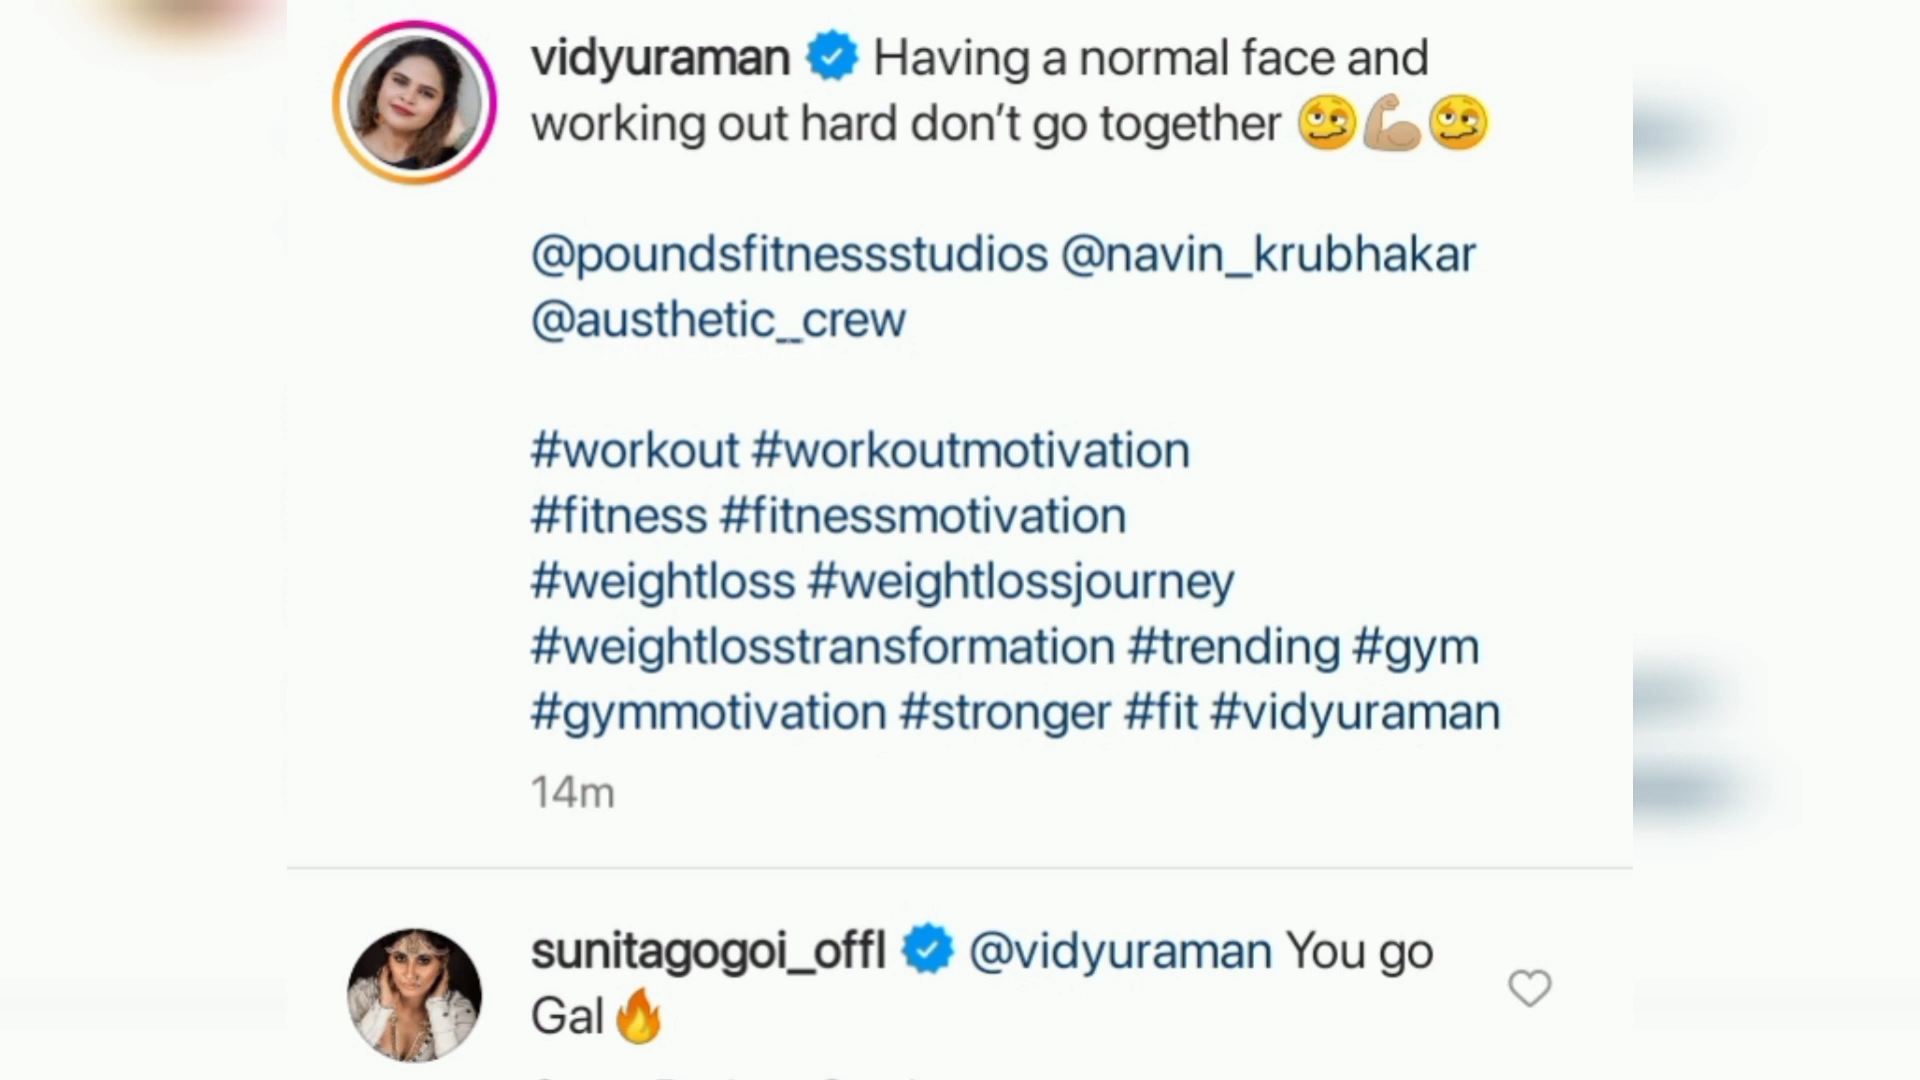 vidyuraman Having a normal face and
working out hard don’t go together 🥴💪🏼🥴
@poundsfitnessstudios @navin_krubhakar
@austhetic__crew
#workout #workoutmotivation
#fitness #fitnessmotivation
#weightloss #weightlossjourney
#weightlosstransformation #trending #gym
#gymmotivation #stronger #fit #vidyuraman
14m
sunitagogoi_offl @vidyuraman You go
Gal🔥